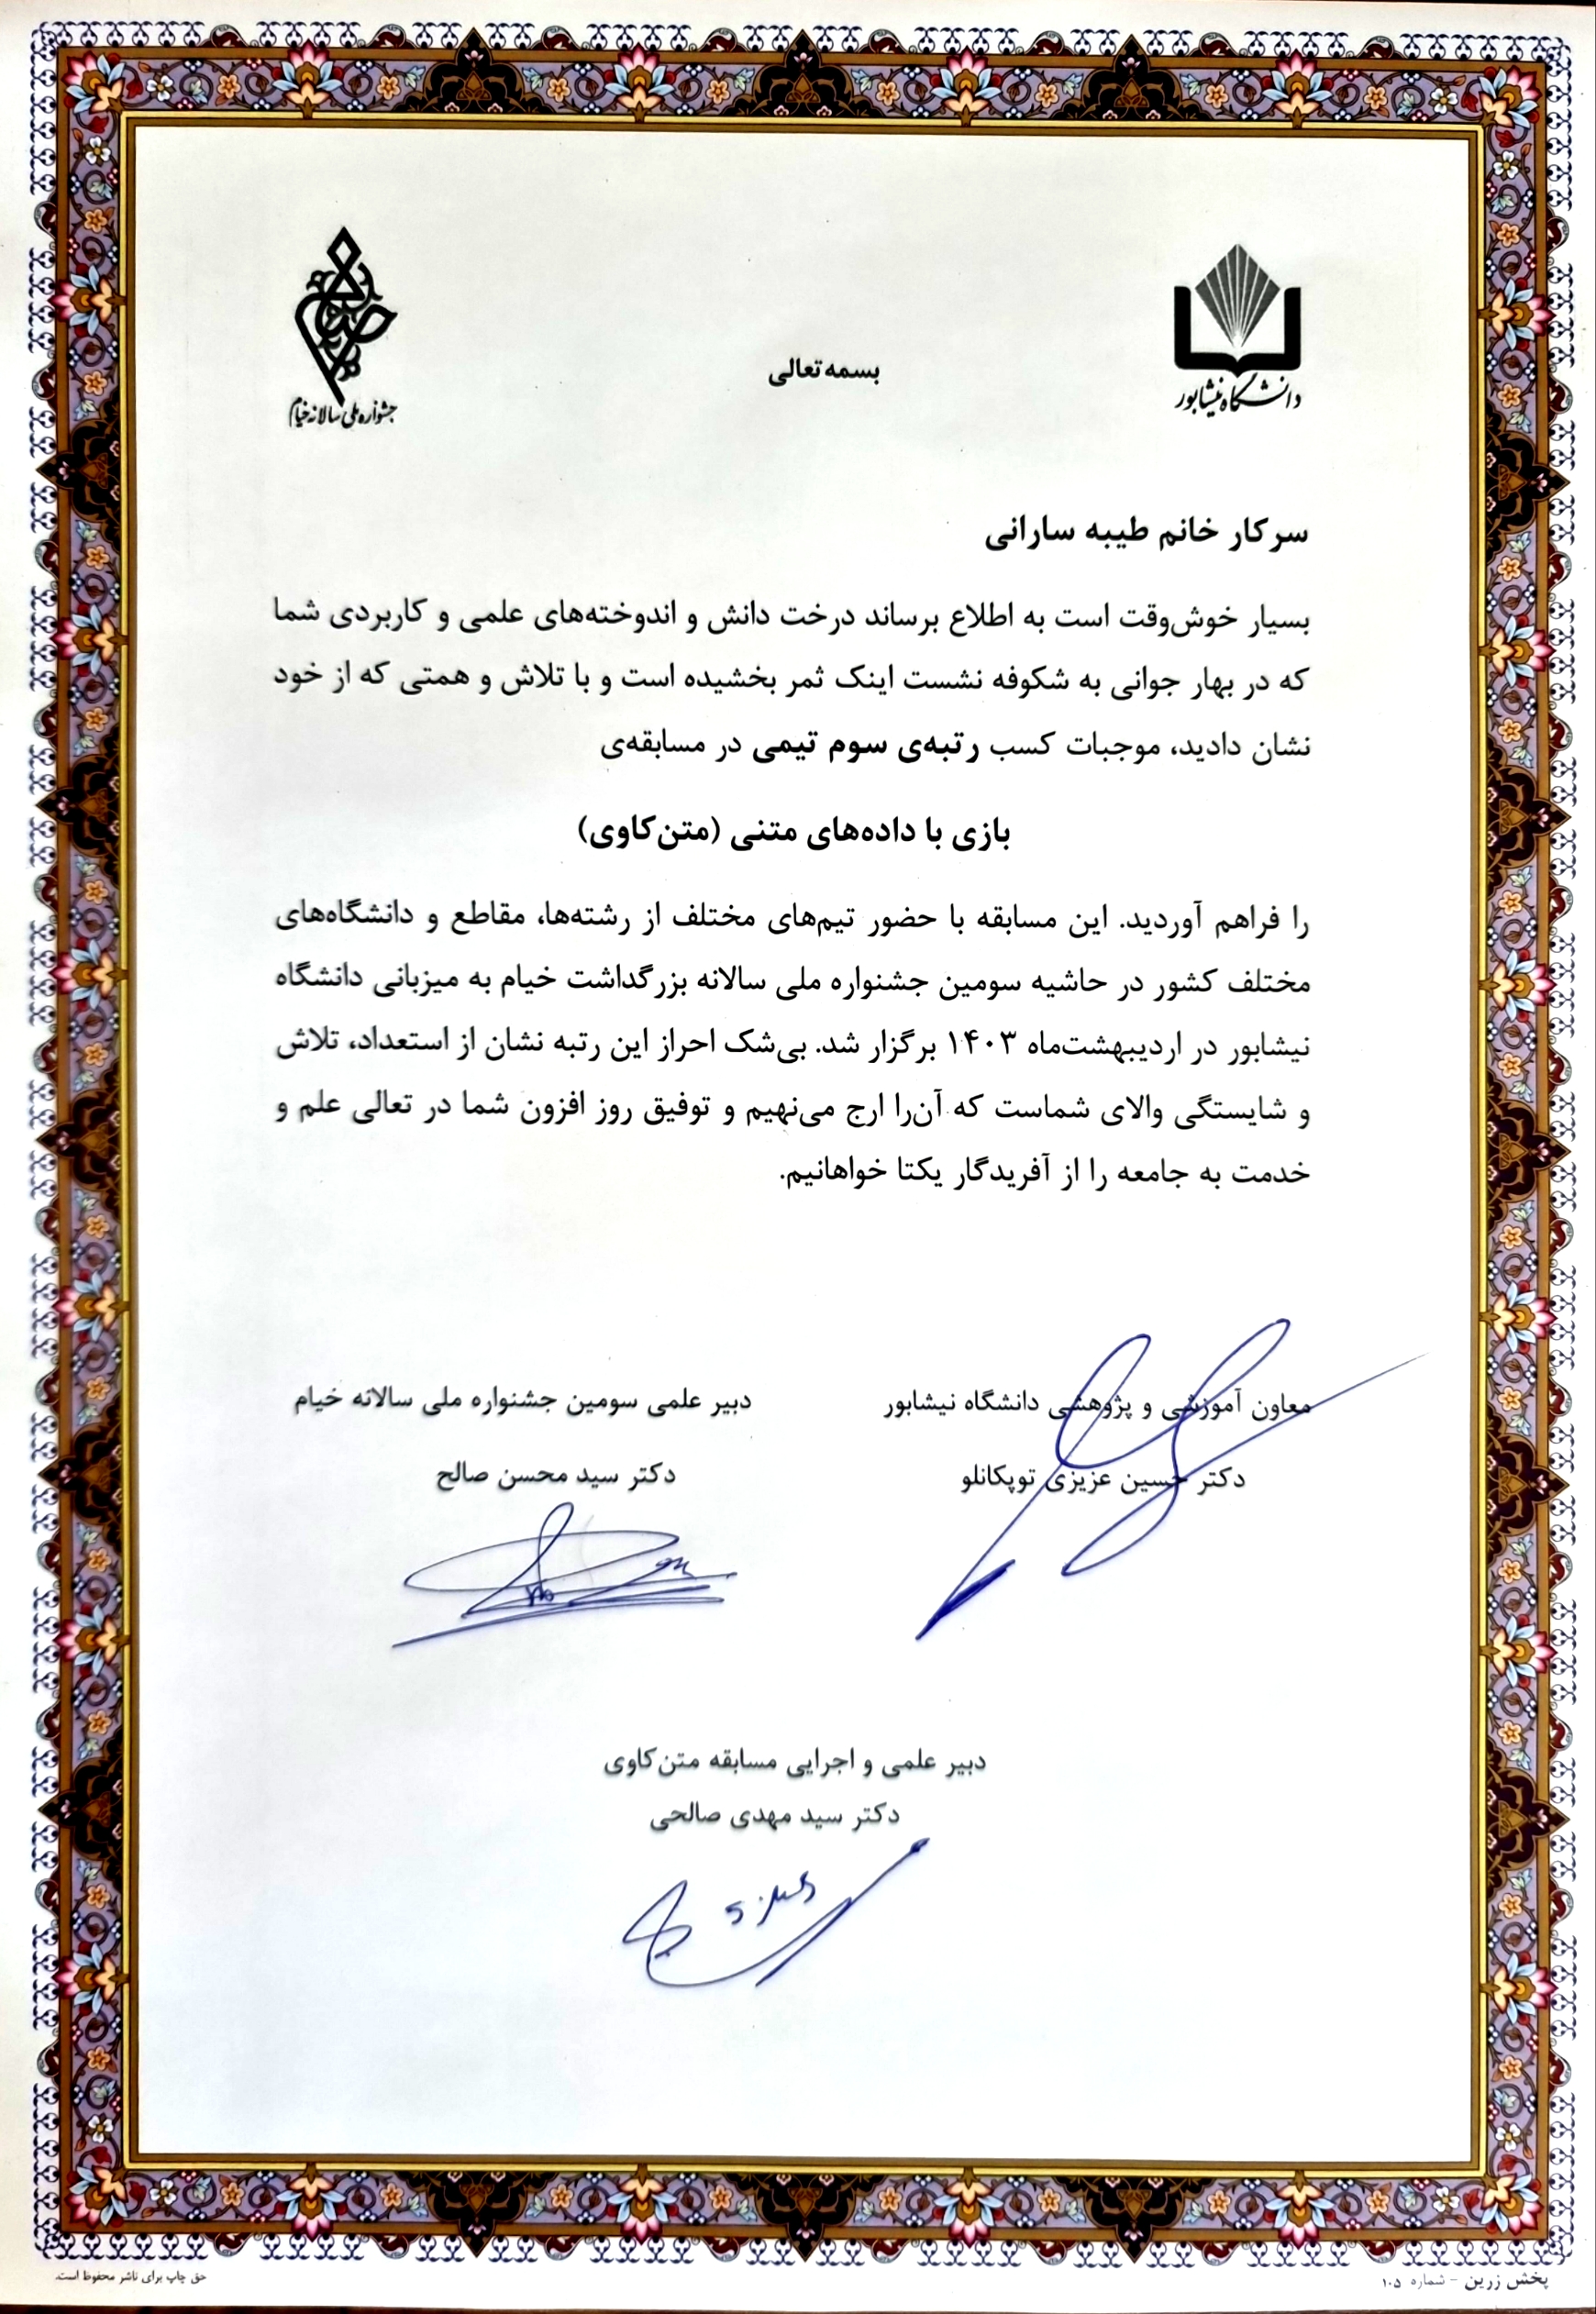 دانشگاه نیشابور
بسمه تعالی
جشنواره ملی سالانه خیام
سرکار خانم طیبه سارانی
بسیار خوش‌وقت است به اطلاع برساند درخت دانش و اندوخته‌های علمی و کاربردی شما
که در بهار جوانی به شکوفه نشست اینک ثمر بخشیده است و با تلاش و همتی که از خود
نشان دادید، موجبات کسب رتبه‌ی سوم تیمی در مسابقه‌ی
بازی با داده‌های متنی (متن‌کاوی)
را فراهم آوردید. این مسابقه با حضور تیم‌های مختلف از رشته‌ها، مقاطع و دانشگاه‌های
مختلف کشور در حاشیه سومین جشنواره ملی سالانه بزرگداشت خیام به میزبانی دانشگاه
نیشابور در اردیبهشت‌ماه ۱۴۰۳ برگزار شد. بی‌شک احراز این رتبه نشان از استعداد، تلاش
و شایستگی والای شماست که آن‌را ارج می‌نهیم و توفیق روز افزون شما در تعالی علم و
خدمت به جامعه را از آفریدگار یکتا خواهانیم.
معاون آموزشی و پژوهشی دانشگاه نیشابور
دکتر حسین عزیزی توپکانلو
دبیر علمی سومین جشنواره ملی سالانه خیام
دکتر سید محسن صالح
دبیر علمی و اجرایی مسابقه متن‌کاوی
دکتر سید مهدی صالحی
پخش زرین - شماره ۱۰۵
حق چاپ برای ناشر محفوظ است.